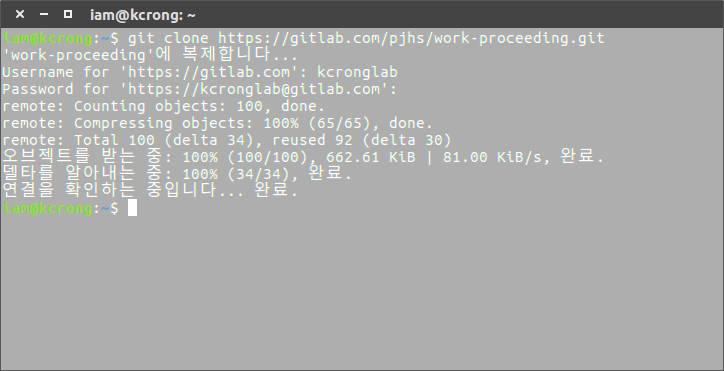 iam@kcrong: ~
iam@kcrong:~$ git clone https://gitlab.com/pjhs/work-proceeding.git
'work-proceeding'에 복제합니다...
Username for 'https://gitlab.com': kcronglab
Password for 'https://kcronglab@gitlab.com':
remote: Counting objects: 100, done.
remote: Compressing objects: 100% (65/65), done.
remote: Total 100 (delta 34), reused 92 (delta 30)
오브젝트를 받는 중: 100% (100/100), 662.61 KiB | 81.00 KiB/s, 완료.
델타를 알아내는 중: 100% (34/34), 완료.
연결을 확인하는 중입니다... 완료.
iam@kcrong:~$